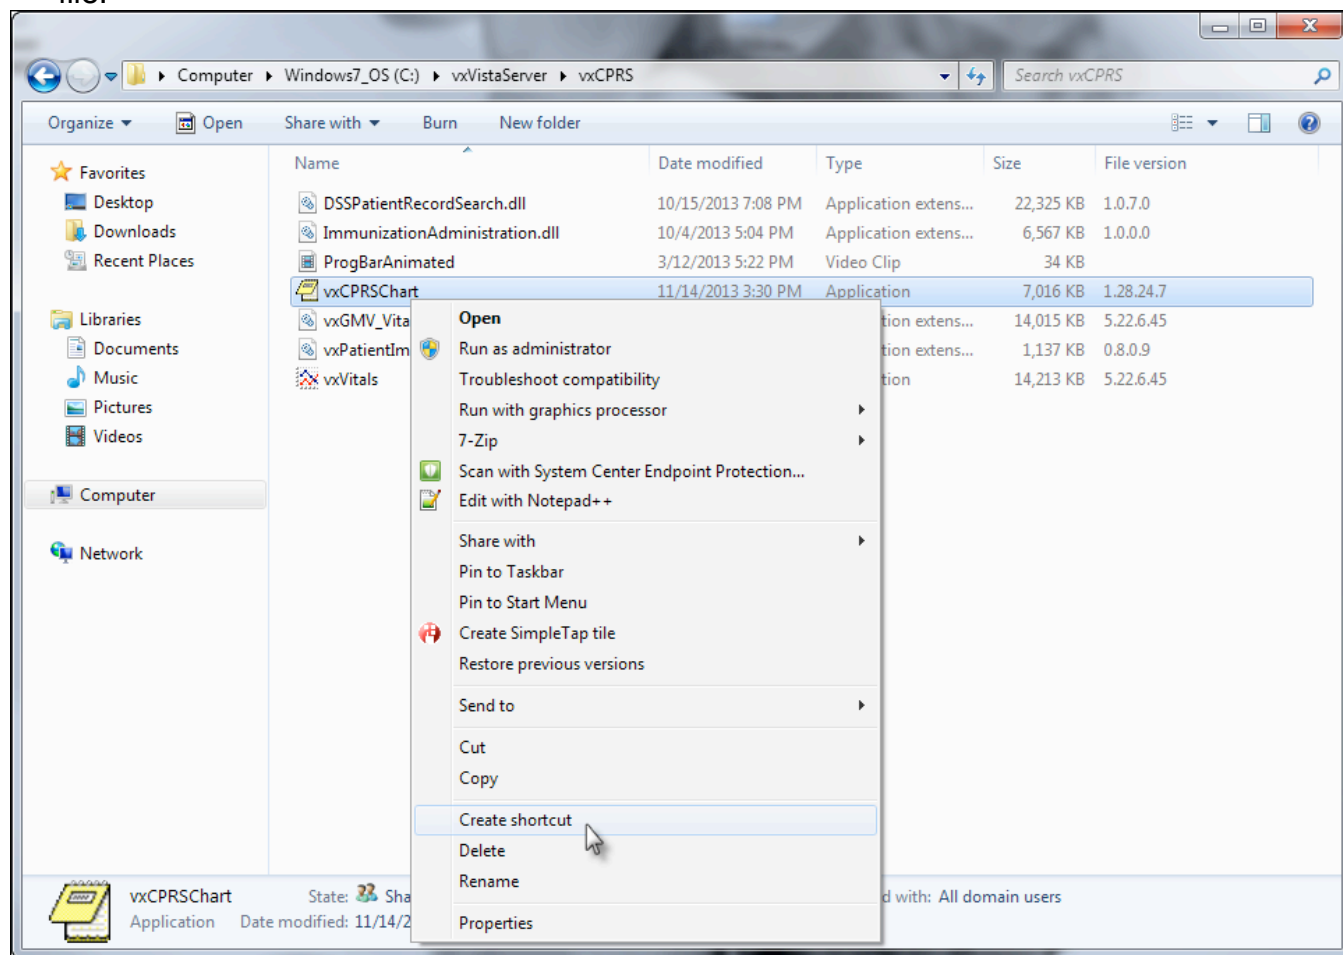 file.
Computer Windows7_OS (C:) vxVistaServer vxCPRS Search vxCPRS
Organize Open Share with Burn New folder
Name Date modified Type Size File version
Favorites
Desktop DSSPatientRecordSearch.dll 10/15/2013 7:08 PM Application extens... 22,325 KB 1.0.7.0
Downloads ImmunizationAdministration.dll 10/4/2013 5:04 PM Application extens... 6,567 KB 1.0.0.0
Recent Places ProgBarAnimated 3/12/2013 5:22 PM Video Clip 34 KB
vxCPRSChart 11/14/2013 3:30 PM Application 7,016 KB 1.28.24.7
Libraries vxGMV_Vita tion extens... 14,015 KB 5.22.6.45
Documents vxPatientIm tion extens... 1,137 KB 0.8.0.9
Music vxVitals tion 14,213 KB 5.22.6.45
Pictures
Videos
Computer
Network
Open
Run as administrator
Troubleshoot compatibility
Run with graphics processor
7-Zip
Scan with System Center Endpoint Protection...
Edit with Notepad++
Share with
Pin to Taskbar
Pin to Start Menu
Create SimpleTap tile
Restore previous versions
Send to
Cut
Copy
Create shortcut
Delete
Rename
Properties
vxCPRSChart State: Sha d with: All domain users
Application Date modified: 11/14/2